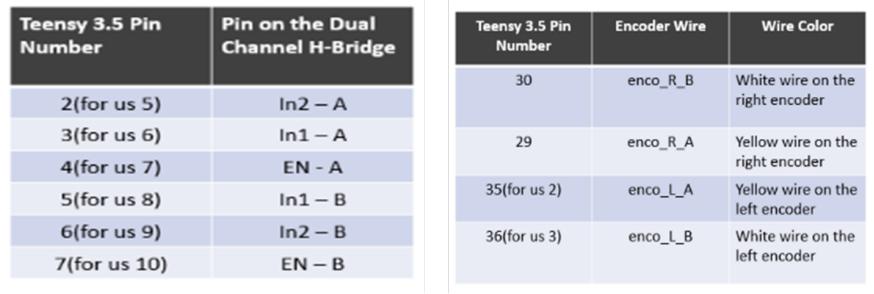 Teensy 3.5 Pin Number
Pin on the Dual Channel H-Bridge
2(for us 5) In2 – A
3(for us 6) In1 – A
4(for us 7) EN - A
5(for us 8) In1 – B
6(for us 9) In2 – B
7(for us 10) EN – B
Teensy 3.5 Pin Number
Encoder Wire
Wire Color
30 enco_R_B White wire on the right encoder
29 enco_R_A Yellow wire on the right encoder
35(for us 2) enco_L_A Yellow wire on the left encoder
36(for us 3) enco_L_B White wire on the left encoder